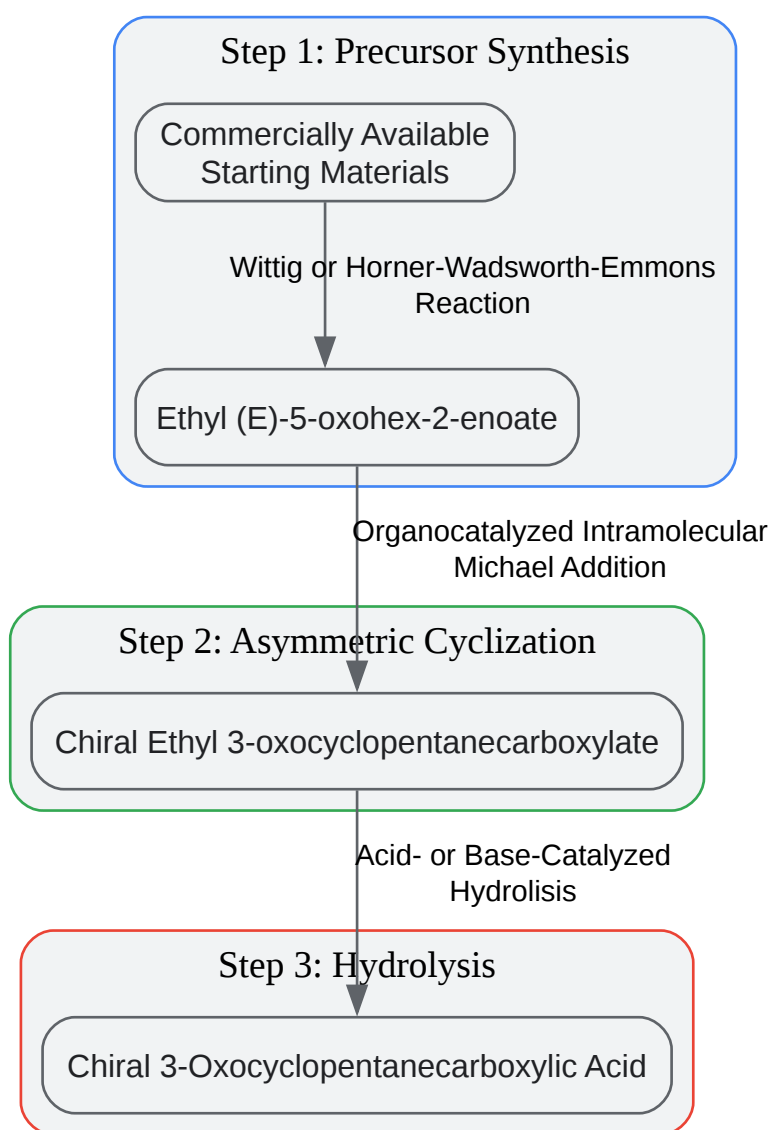 Step 1: Precursor Synthesis
Commercially Available
Starting Materials
Wittig or Horner-Wadsworth-Emmons
Reaction
Ethyl (E)-5-oxohex-2-enoate
Organocatalyzed Intramolecular
Michael Addition
Step 2: Asymmetric Cyclization
Chiral Ethyl 3-oxocyclopentanecarboxylate
Acid- or Base-Catalyzed
Hydrolisis
Step 3: Hydrolysis
Chiral 3-Oxocyclopentanecarboxylic Acid